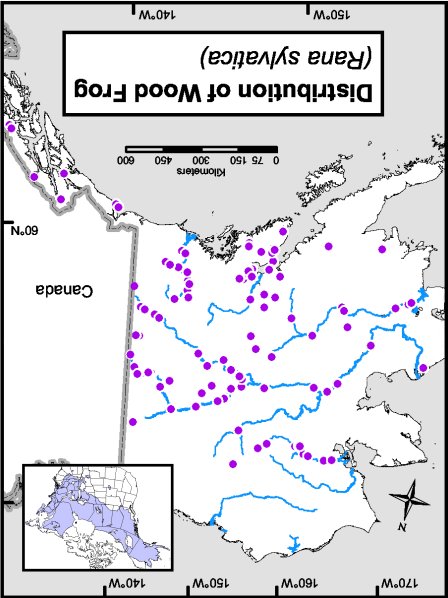 170°W
160°W
150°W
140°W
N
Canada
60°N
0 75 150 300 450 600
Kilometers
Distribution of Wood Frog
(Rana sylvatica)
150°W
140°W